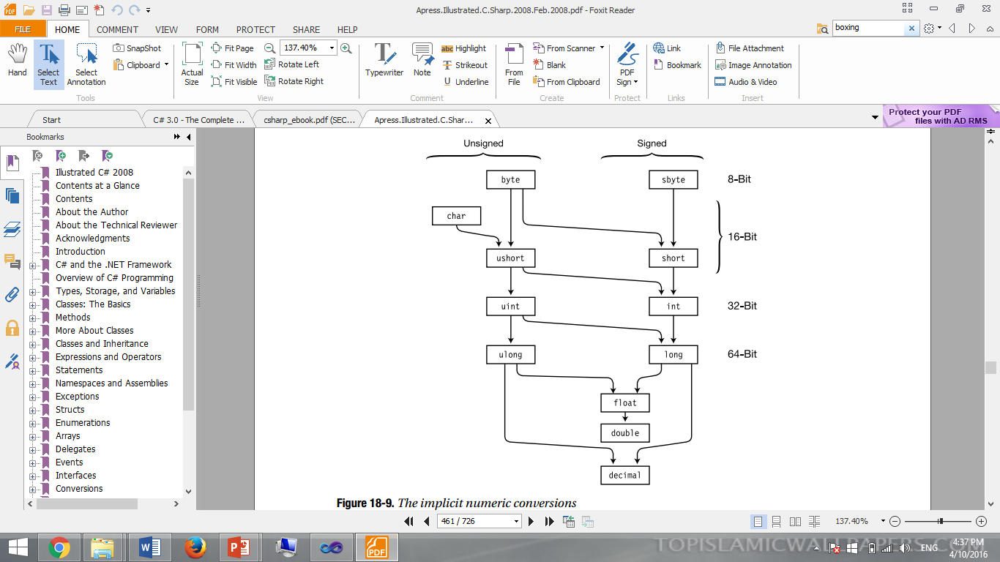 Apress.Illustrated.C.Sharp.2008.Feb.2008.pdf - Foxit Reader
FILE HOME COMMENT VIEW FORM PROTECT SHARE HELP boxing
Hand
Select Text
Select Annotation
SnapShot
Clipboard
Tools
Actual Size
Fit Page
Fit Width
Fit Visible
137.40%
Rotate Left
Rotate Right
View
Typewriter
Note
abc Highlight
Strikeout
U Underline
Comment
From File
From Scanner
Blank
From Clipboard
Create
PDF Sign
Protect
Link
Bookmark
Links
File Attachment
Image Annotation
Audio & Video
Insert
Start
C# 3.0 - The Complete ...
csharp_ebook.pdf (SEC...
Apress.Illustrated.C.Shar...
Protect your PDF
files with AD RMS
Bookmarks
Illustrated C# 2008
Contents at a Glance
Contents
About the Author
About the Technical Reviewer
Acknowledgments
Introduction
C# and the .NET Framework
Overview of C# Programming
Types, Storage, and Variables
Classes: The Basics
Methods
More About Classes
Classes and Inheritance
Expressions and Operators
Statements
Namespaces and Assemblies
Exceptions
Structs
Enumerations
Arrays
Delegates
Events
Interfaces
Conversions
Unsigned Signed
byte sbyte 8-Bit
char
16-Bit
ushort short
uint int 32-Bit
ulong long 64-Bit
float
double
decimal
Figure 18-9. The implicit numeric conversions
461 / 726
137.40%
PDF
TOPISLAMICWALLPAPERS.COM
ENG
4:37 PM
4/10/2016